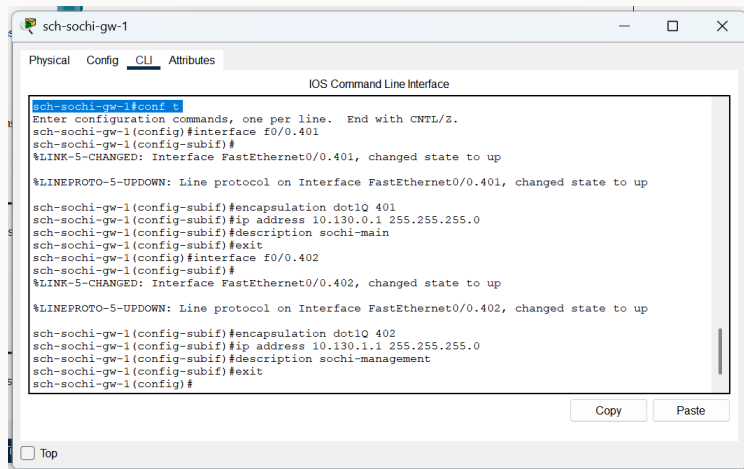 sch-sochi-gw-1
Physical Config CLI Attributes
IOS Command Line Interface
sch-sochi-gw-1#conf t
Enter configuration commands, one per line. End with CNTL/Z.
sch-sochi-gw-1(config)#interface f0/0.401
sch-sochi-gw-1(config-subif)#
%LINK-5-CHANGED: Interface FastEthernet0/0.401, changed state to up
%LINEPROTO-5-UPDOWN: Line protocol on Interface FastEthernet0/0.401, changed state to up
sch-sochi-gw-1(config-subif)#encapsulation dot1Q 401
sch-sochi-gw-1(config-subif)#ip address 10.130.0.1 255.255.255.0
sch-sochi-gw-1(config-subif)#description sochi-main
sch-sochi-gw-1(config-subif)#exit
sch-sochi-gw-1(config)#interface f0/0.402
sch-sochi-gw-1(config-subif)#
%LINK-5-CHANGED: Interface FastEthernet0/0.402, changed state to up
%LINEPROTO-5-UPDOWN: Line protocol on Interface FastEthernet0/0.402, changed state to up
sch-sochi-gw-1(config-subif)#encapsulation dot1Q 402
sch-sochi-gw-1(config-subif)#ip address 10.130.1.1 255.255.255.0
sch-sochi-gw-1(config-subif)#description sochi-management
sch-sochi-gw-1(config-subif)#exit
sch-sochi-gw-1(config)#
Copy Paste
Top